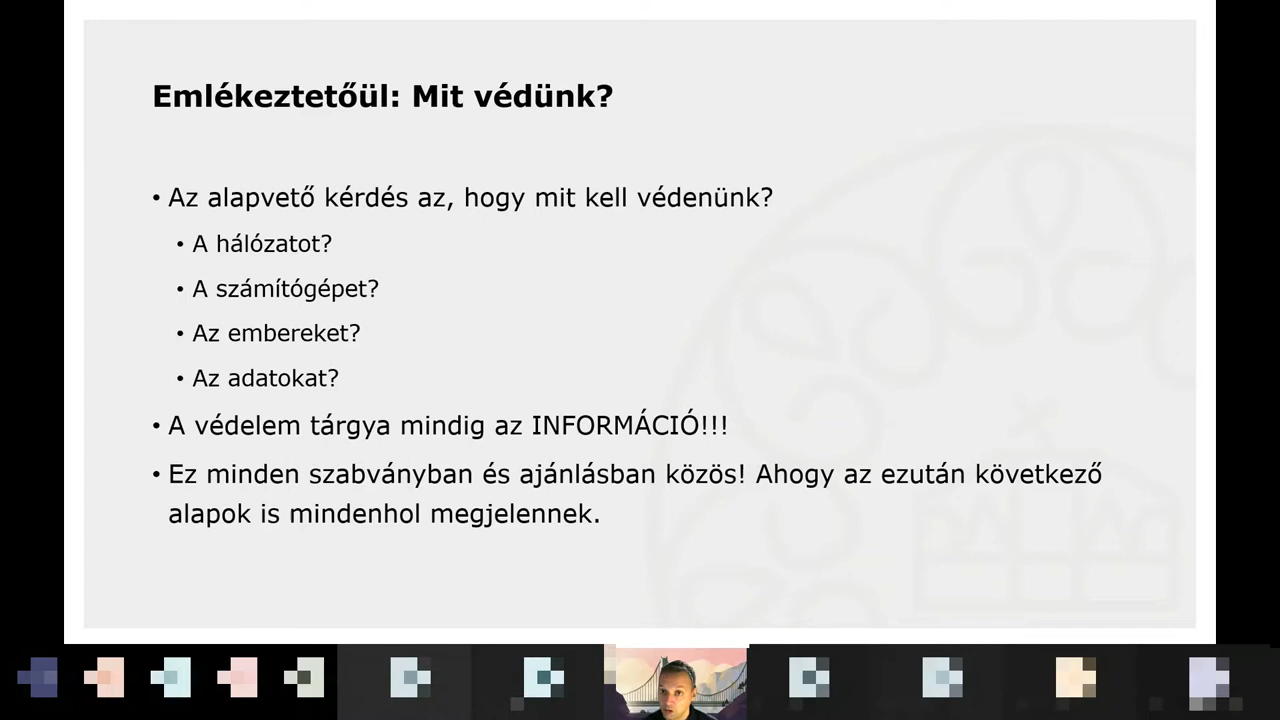 Emlékeztetőül: Mit védünk?
• Az alapvető kérdés az, hogy mit kell védenünk?
• A hálózatot?
• A számítógépet?
• Az embereket?
• Az adatokat?
• A védelem tárgya mindig az INFORMÁCIÓ!!!
• Ez minden szabványban és ajánlásban közös! Ahogy az ezután következő
alapok is mindenhol megjelennek.